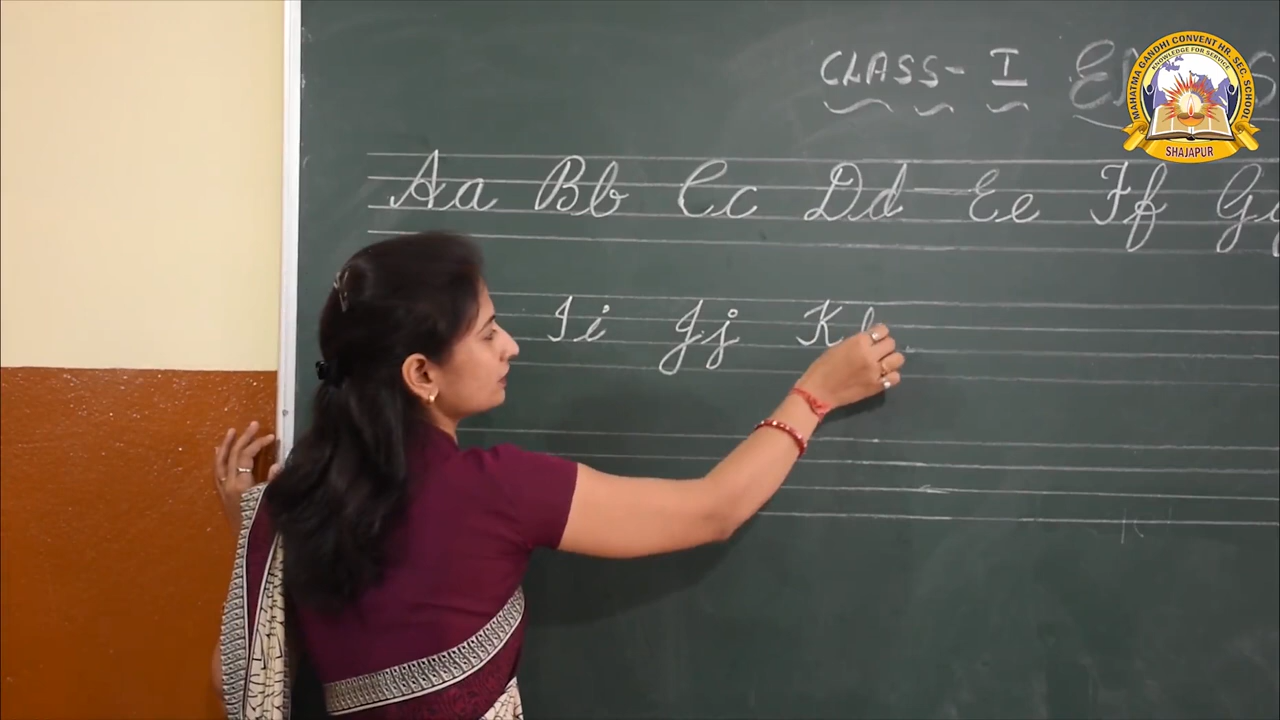 CLASS - I
MAHATMA GANDHI CONVENT HR. SEC. SCHOOL
KNOWLEDGE FOR SERVICE
SHAJAPUR
Aa Bb Cc Dd Ee Ff
Ii Jj K